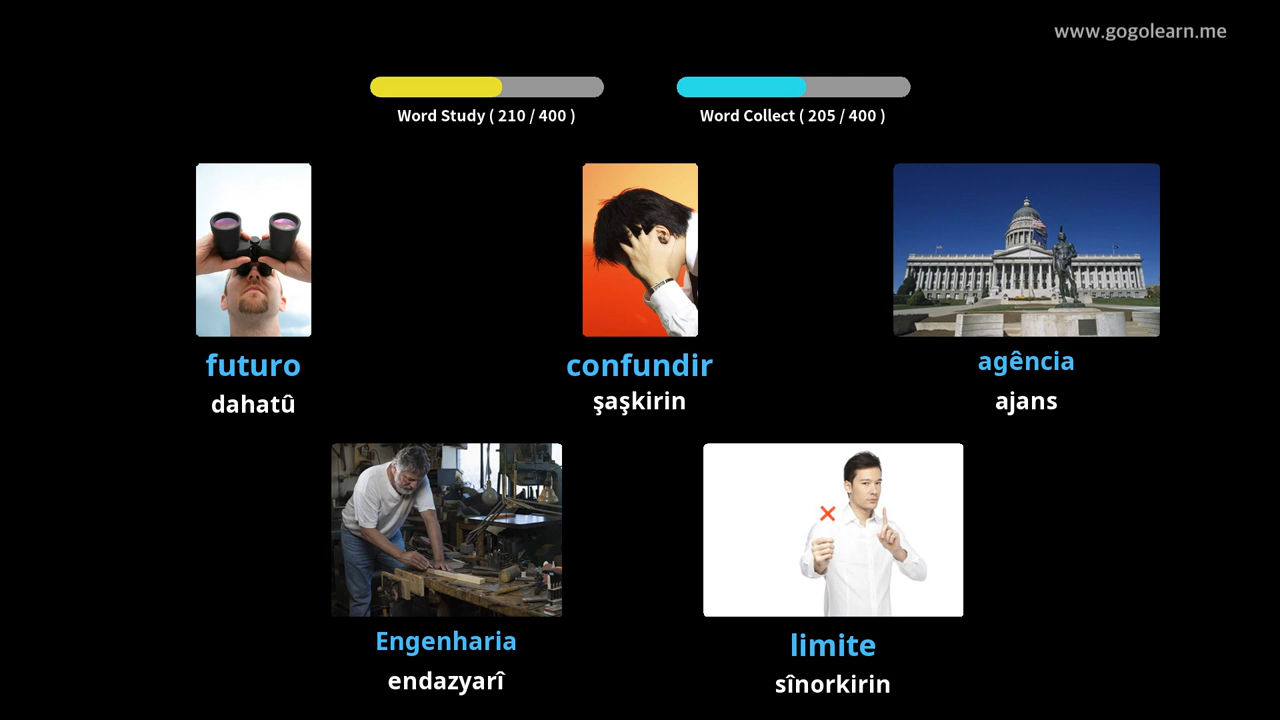 www.gogolearn.me
Word Study ( 210 / 400 )
Word Collect ( 205 / 400 )
futuro
dahatû
confundir
şaşkirin
agência
ajans
Engenharia
endazyarî
limite
sînorkirin